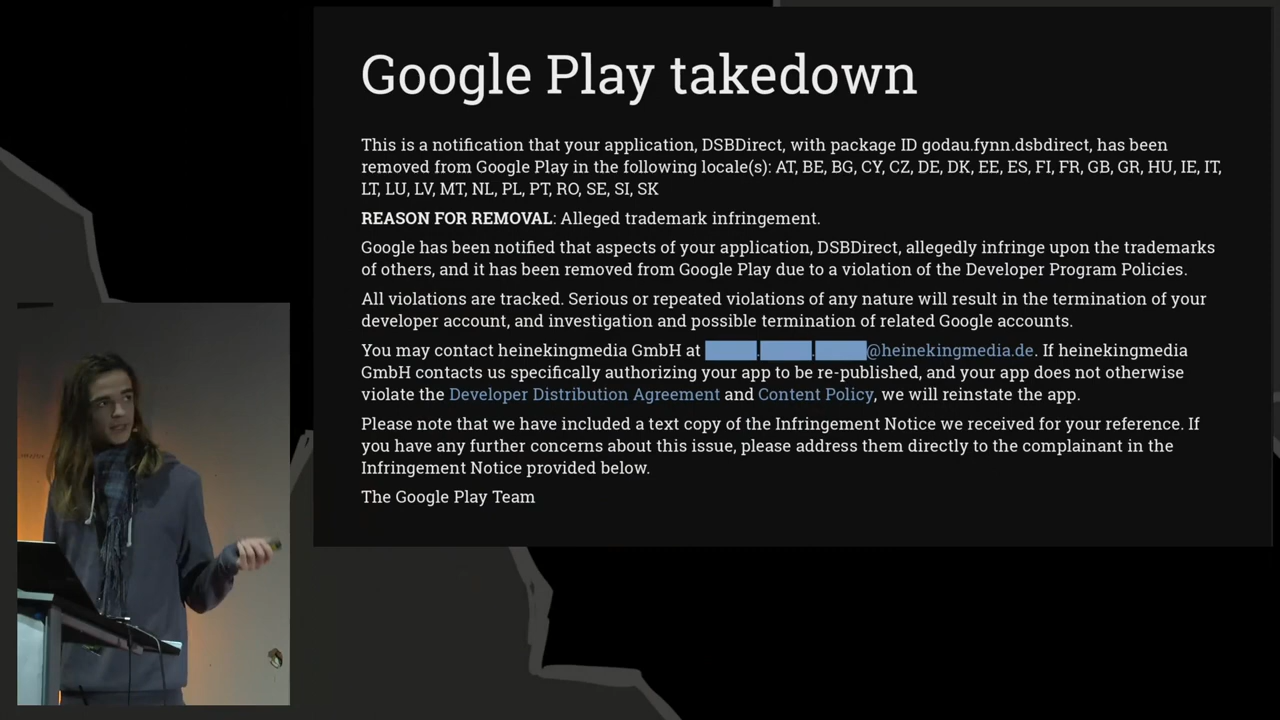 Google Play takedown
This is a notification that your application, DSBDirect, with package ID godau.fynn.dsbdirect, has been
removed from Google Play in the following locale(s): AT, BE, BG, CY, CZ, DE, DK, EE, ES, FI, FR, GB, GR, HU, IE, IT,
LT, LU, LV, MT, NL, PL, PT, RO, SE, SI, SK
REASON FOR REMOVAL: Alleged trademark infringement.
Google has been notified that aspects of your application, DSBDirect, allegedly infringe upon the trademarks
of others, and it has been removed from Google Play due to a violation of the Developer Program Policies.
All violations are tracked. Serious or repeated violations of any nature will result in the termination of your
developer account, and investigation and possible termination of related Google accounts.
You may contact heinekingmedia GmbH at █████.█████.█████@heinekingmedia.de. If heinekingmedia
GmbH contacts us specifically authorizing your app to be re-published, and your app does not otherwise
violate the Developer Distribution Agreement and Content Policy, we will reinstate the app.
Please note that we have included a text copy of the Infringement Notice we received for your reference. If
you have any further concerns about this issue, please address them directly to the complainant in the
Infringement Notice provided below.
The Google Play Team